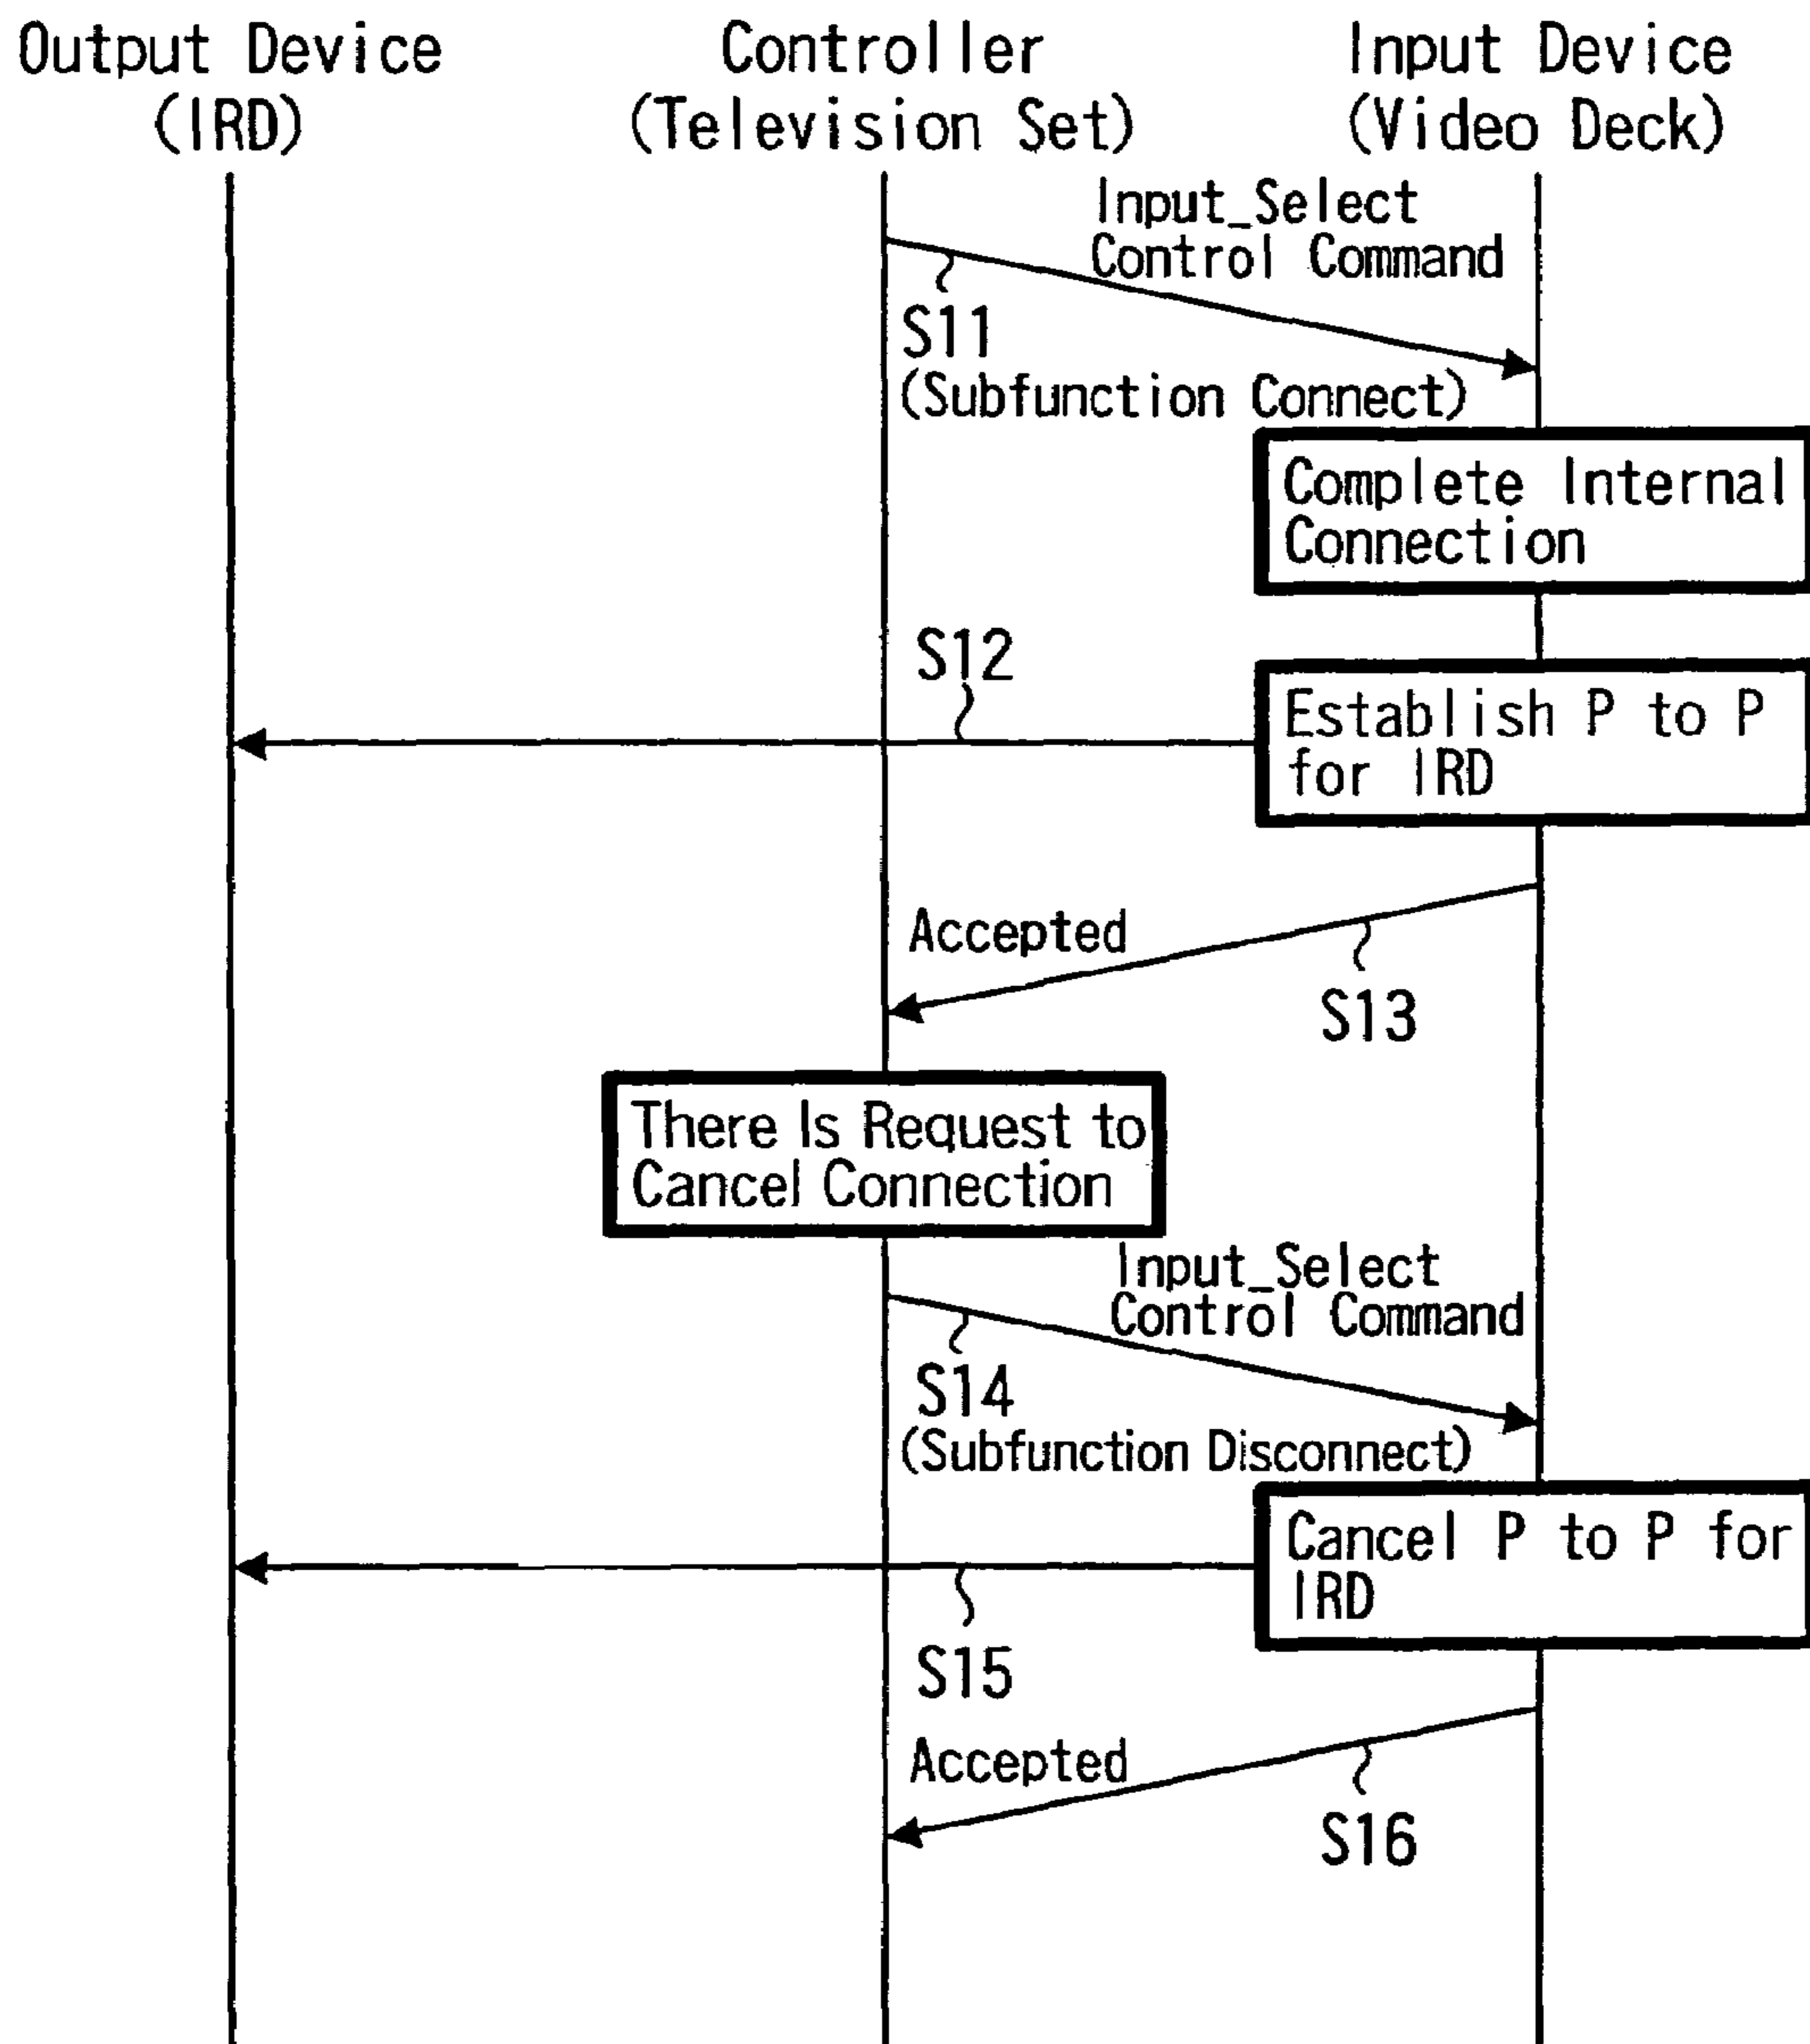 Output Device
(IRD)
Controller
(Television Set)
Input Device
(Video Deck)
Input_Select
Control Command
S11
(Subfunction Connect)
Complete Internal
Connection
S12
Establish P to P
for IRD
Accepted
S13
There Is Request to
Cancel Connection
Input_Select
Control Command
S14
(Subfunction Disconnect)
Cancel P to P for
IRD
S15
Accepted
S16